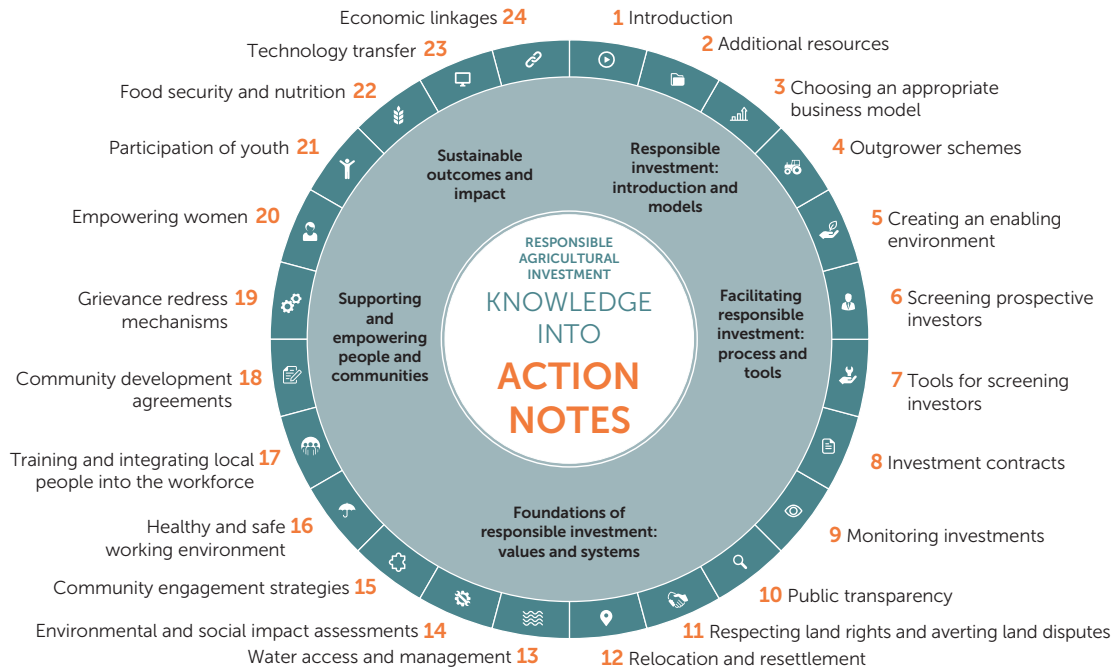 1 Introduction
2 Additional resources
3 Choosing an appropriate
business model
4 Outgrower schemes
5 Creating an enabling
environment
6 Screening prospective
investors
7 Tools for screening
investors
8 Investment contracts
9 Monitoring investments
10 Public transparency
11 Respecting land rights and averting land disputes
12 Relocation and resettlement
Water access and management 13
Environmental and social impact assessments 14
Community engagement strategies 15
Healthy and safe 16
working environment
Training and integrating local 17
people into the workforce
Community development 18
agreements
Grievance redress 19
mechanisms
Empowering women 20
Participation of youth 21
Food security and nutrition 22
Technology transfer 23
Economic linkages 24
Responsible
investment:
introduction and
models
Facilitating
responsible
investment:
process and
tools
Foundations of
responsible investment:
values and systems
Supporting
and
empowering
people and
communities
Sustainable
outcomes and
impact
RESPONSIBLE
AGRICULTURAL
INVESTMENT
KNOWLEDGE
INTO
ACTION
NOTES